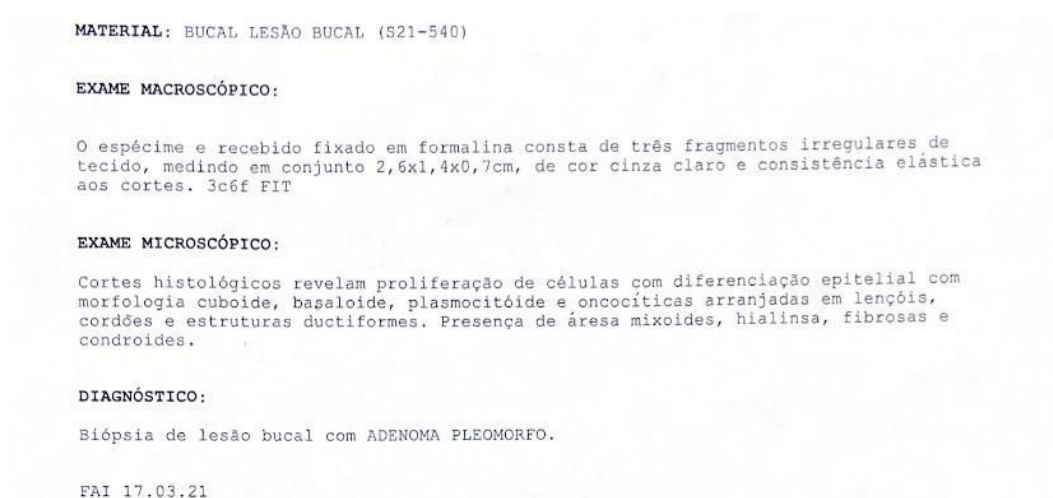 MATERIAL: BUCAL LESÃO BUCAL (S21-540)
EXAME MACROSCÓPICO:
O espécime e recebido fixado em formalina consta de três fragmentos irregulares de
tecido, medindo em conjunto 2,6x1,4x0,7cm, de cor cinza claro e consistência elástica
aos cortes. 3c6f FIT
EXAME MICROSCÓPICO:
Cortes histológicos revelam proliferação de células com diferenciação epitelial com
morfologia cuboide, basaloide, plasmocitóide e oncocíticas arranjadas em lençóis,
cordões e estruturas ductiformes. Presença de áresa mixoides, hialinsa, fibrosas e
condroides.
DIAGNÓSTICO:
Biópsia de lesão bucal com ADENOMA PLEOMORFO.
FAI 17.03.21